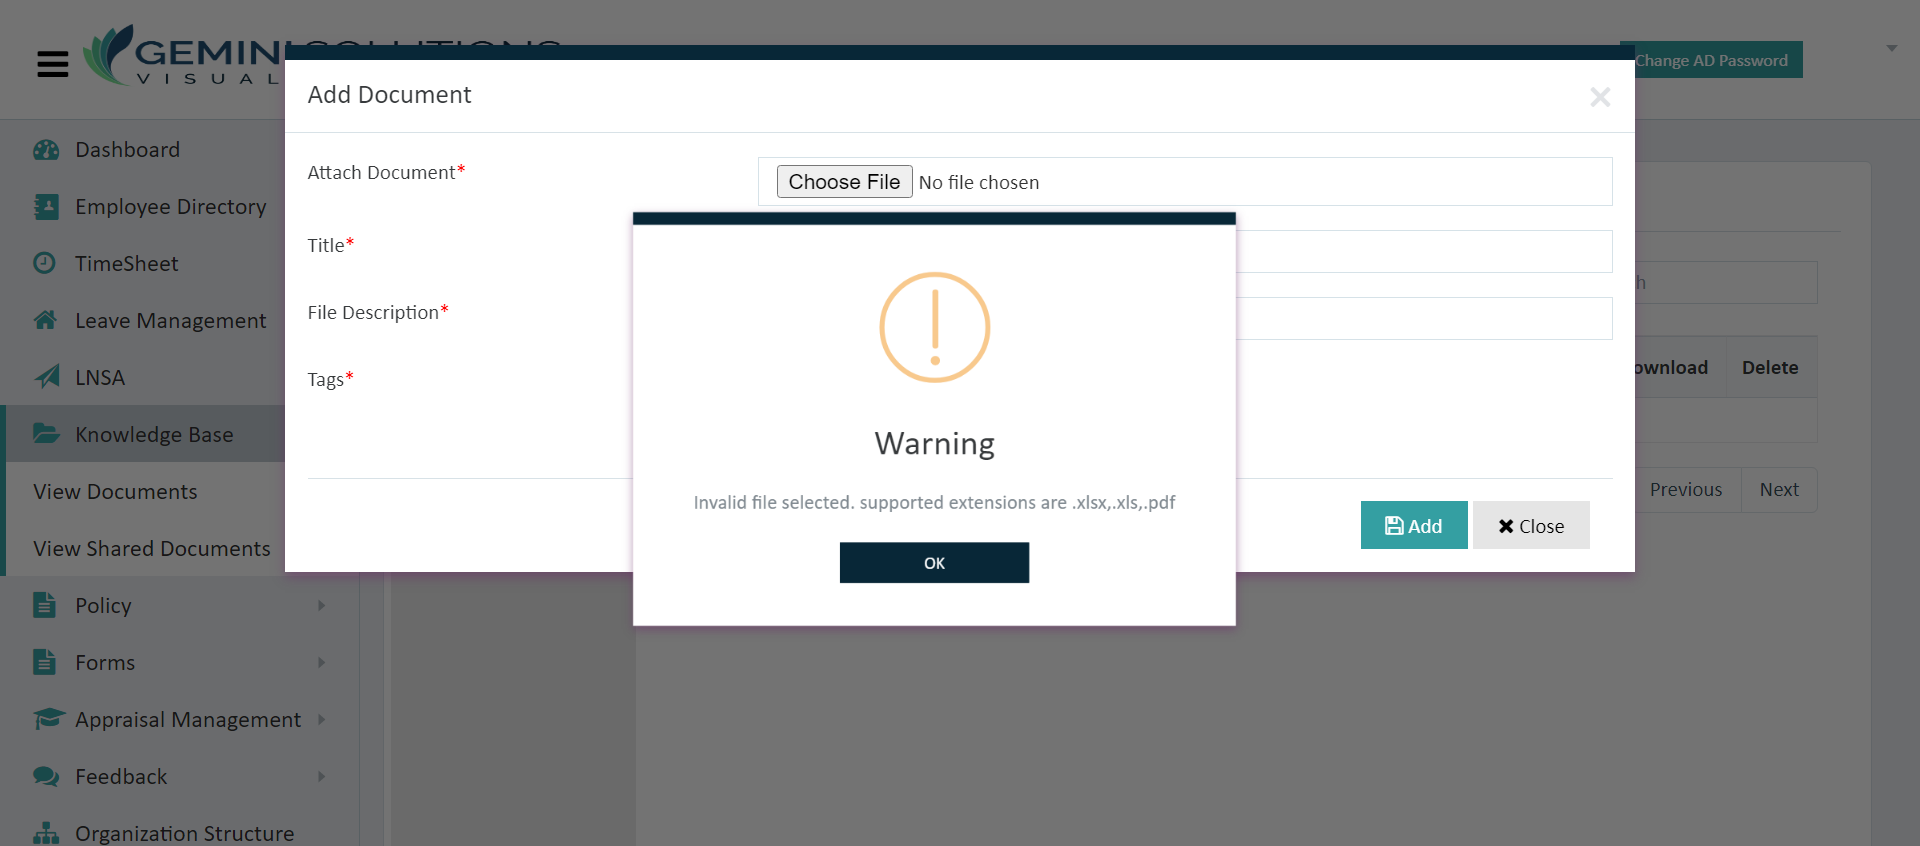 GEMINI SOLUTIONS
VISUAL
Change AD Password
Add Document
×
Dashboard
Employee Directory
TimeSheet
Leave Management
LNSA
Knowledge Base
View Documents
View Shared Documents
Policy
Forms
Appraisal Management
Feedback
Organization Structure
Attach Document*
Choose File No file chosen
Title*
File Description*
Tags*
Warning
Invalid file selected. supported extensions are .xlsx,.xls,.pdf
OK
Add
Close
Delete
Previous
Next